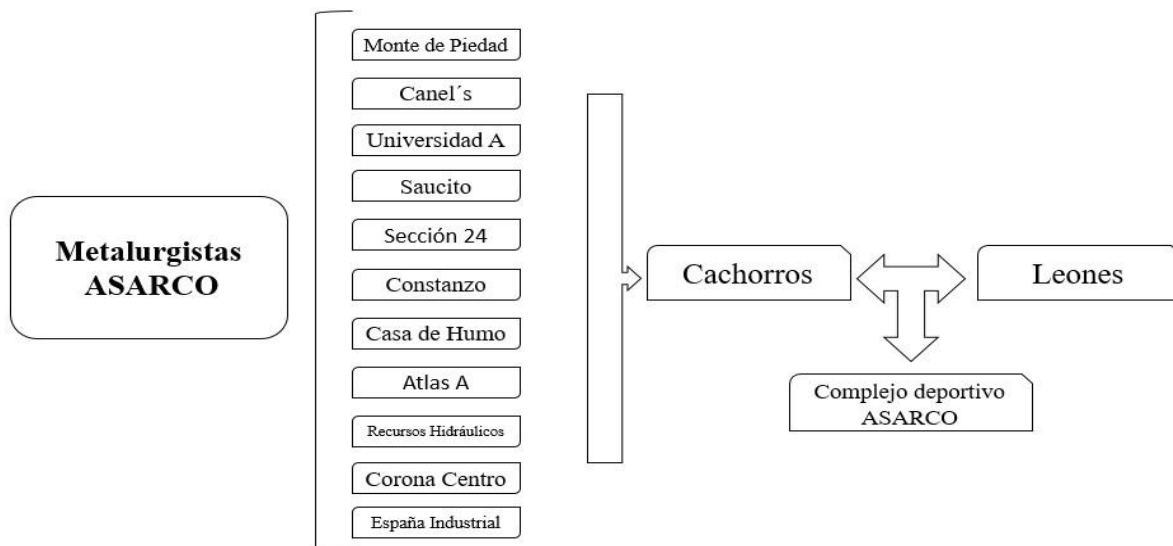 Metalurgistas
ASARCO
Monte de Piedad
Canel´s
Universidad A
Saucito
Sección 24
Constanzo
Casa de Humo
Atlas A
Recursos Hidráulicos
Corona Centro
España Industrial
Cachorros
Leones
Complejo deportivo
ASARCO